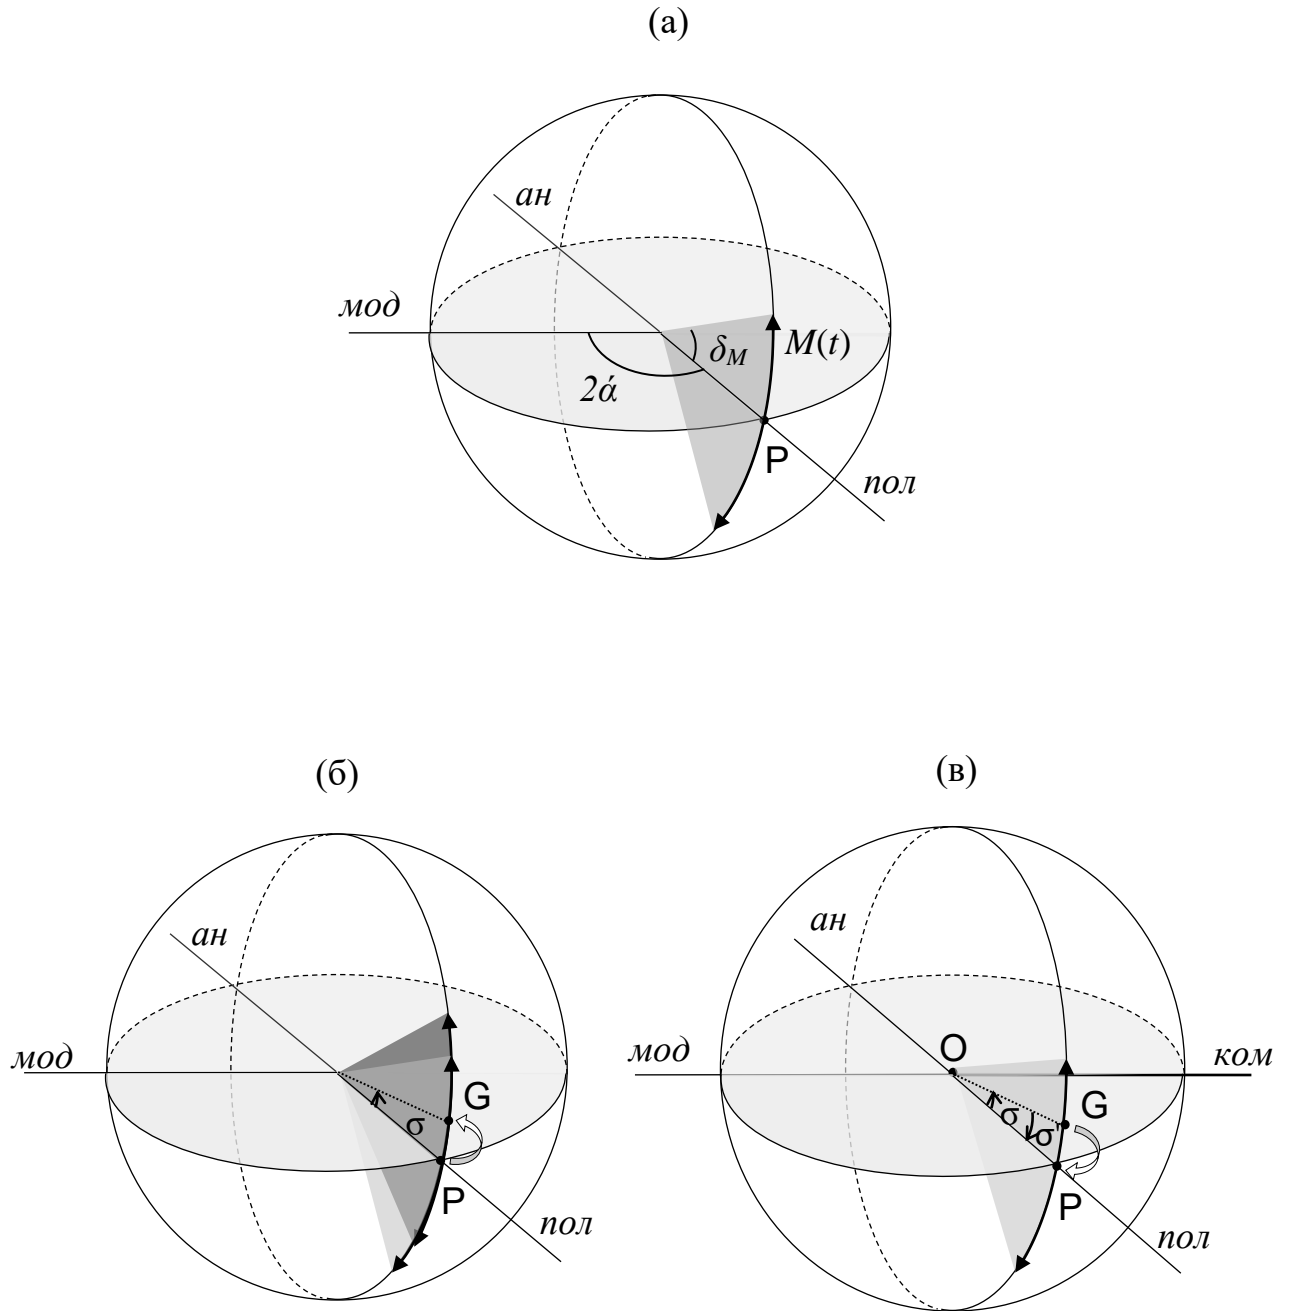 (а)
ан
мод
M(t)
δM
2ά
P
пол
(б)
(в)
ан
мод
G
σ
P
пол
ан
мод
O
ком
G
σ
σ'
P
пол